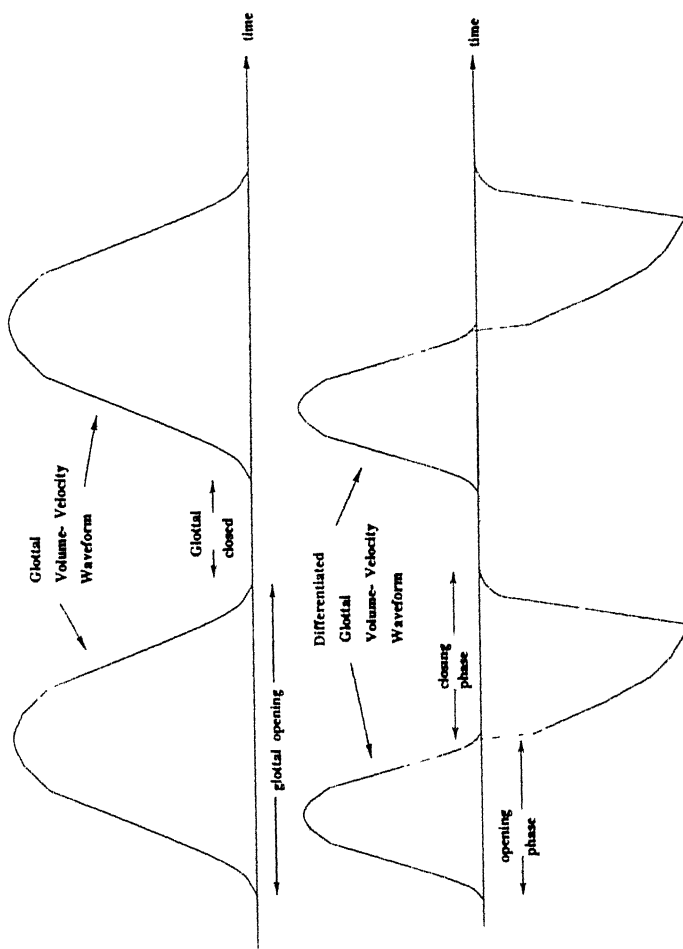 Glottal
Volume- Velocity
Waveform
time
Glottal
closed
glottal opening
Differentiated
Glottal
Volume- Velocity
Waveform
time
closing
phase
opening
phase